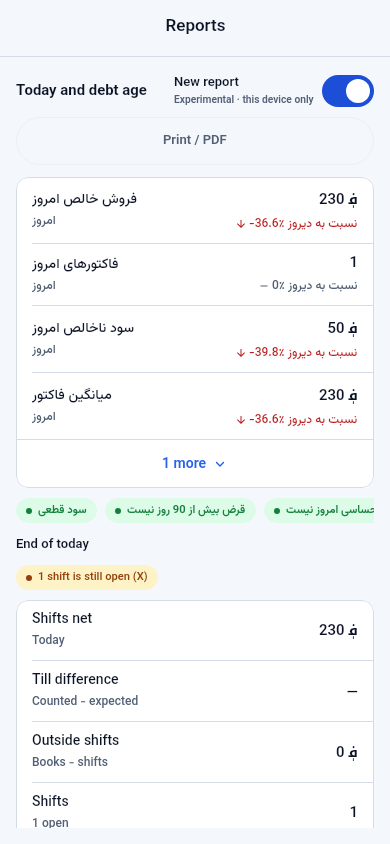 Reports
Today and debt age
New report
Experimental · this device only
Print / PDF
فروش خالص امروز
230 ؋
امروز
نسبت به دیروز ‎-36.6٪ ↓
فاکتورهای امروز
1
امروز
نسبت به دیروز 0٪ —
سود ناخالص امروز
50 ؋
امروز
نسبت به دیروز ‎-39.8٪ ↓
میانگین فاکتور
230 ؋
امروز
نسبت به دیروز ‎-36.6٪ ↓
1 more
سود قطعی
قرض بیش از 90 روز نیست
حساسی امروز نیست
End of today
1 shift is still open (X)
Shifts net
230 ؋
Today
Till difference
—
Counted - expected
Outside shifts
0 ؋
Books - shifts
Shifts
1
1 open